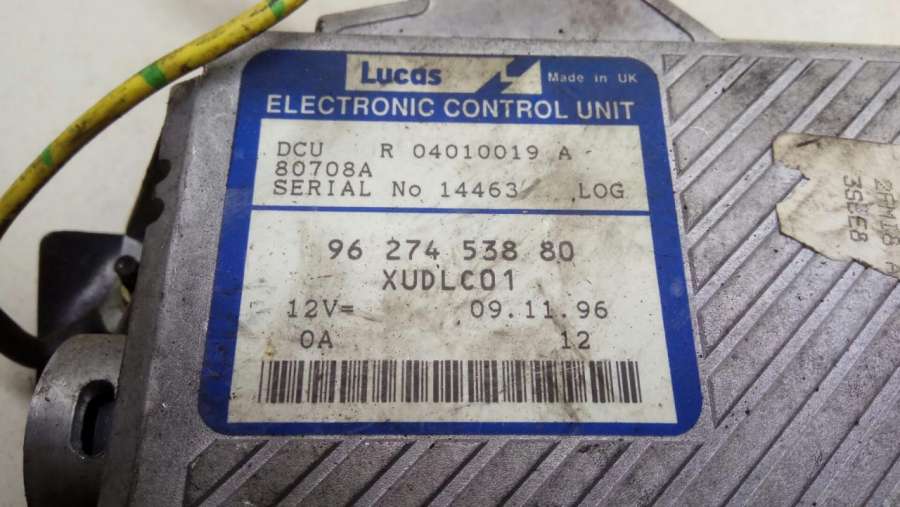 Lucas Made in UK
ELECTRONIC CONTROL UNIT
DCU R 04010019 A
80708A
SERIAL No 14463 LOG
96 274 538 80
XUDLC01
12V= 09.11.96
0A 12
3SEE8